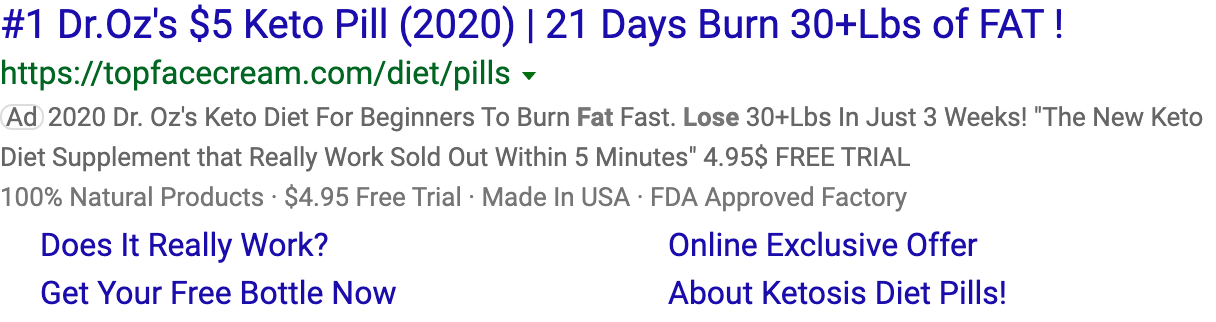 #1 Dr.Oz's $5 Keto Pill (2020) | 21 Days Burn 30+Lbs of FAT !
https://topfacecream.com/diet/pills
Ad 2020 Dr. Oz's Keto Diet For Beginners To Burn Fat Fast. Lose 30+Lbs In Just 3 Weeks! "The New Keto
Diet Supplement that Really Work Sold Out Within 5 Minutes" 4.95$ FREE TRIAL
100% Natural Products · $4.95 Free Trial · Made In USA · FDA Approved Factory
Does It Really Work? Online Exclusive Offer
Get Your Free Bottle Now About Ketosis Diet Pills!